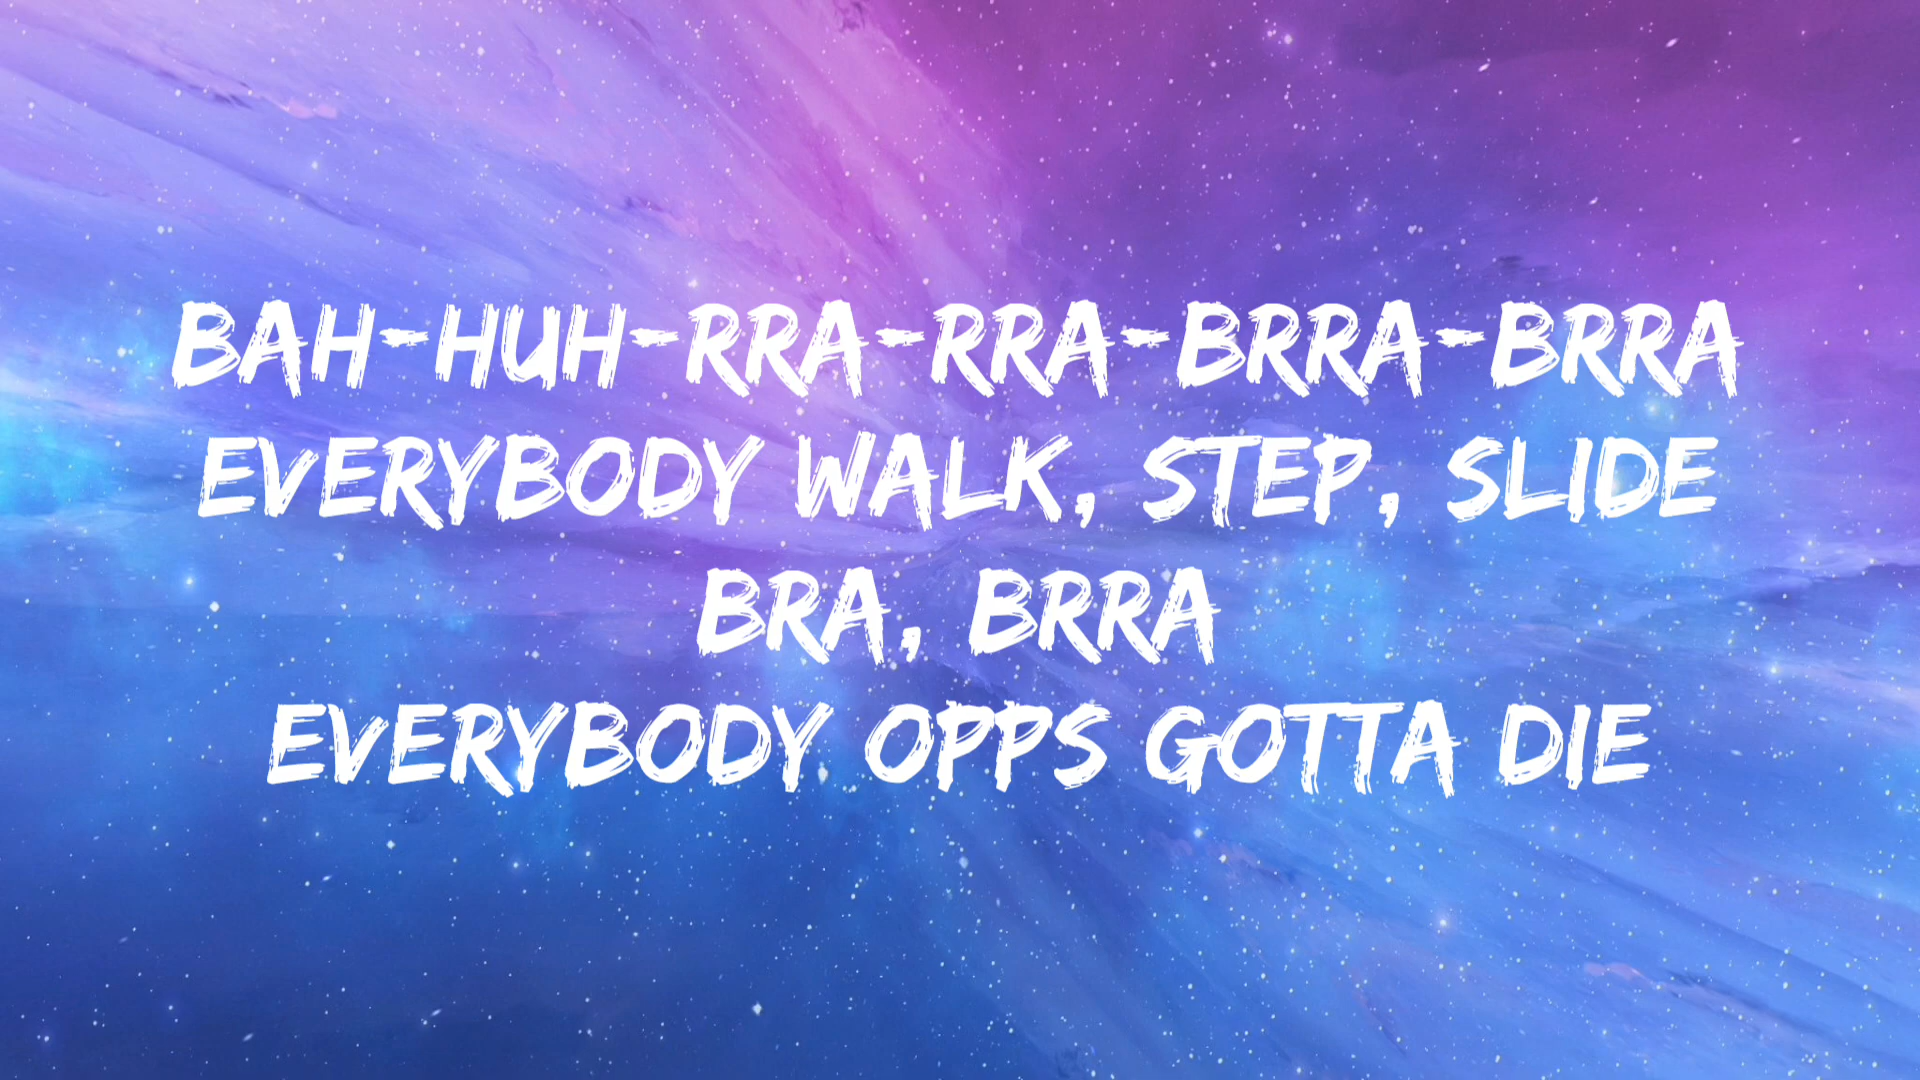 BAH-HUH-RRA-RRA-BRRA-BRRA
EVERYBODY WALK, STEP, SLIDE
BRA, BRRA
EVERYBODY OPPS GOTTA DIE